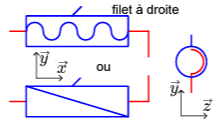 filet à droite
y⃗
x⃗
ou
y⃗
z⃗